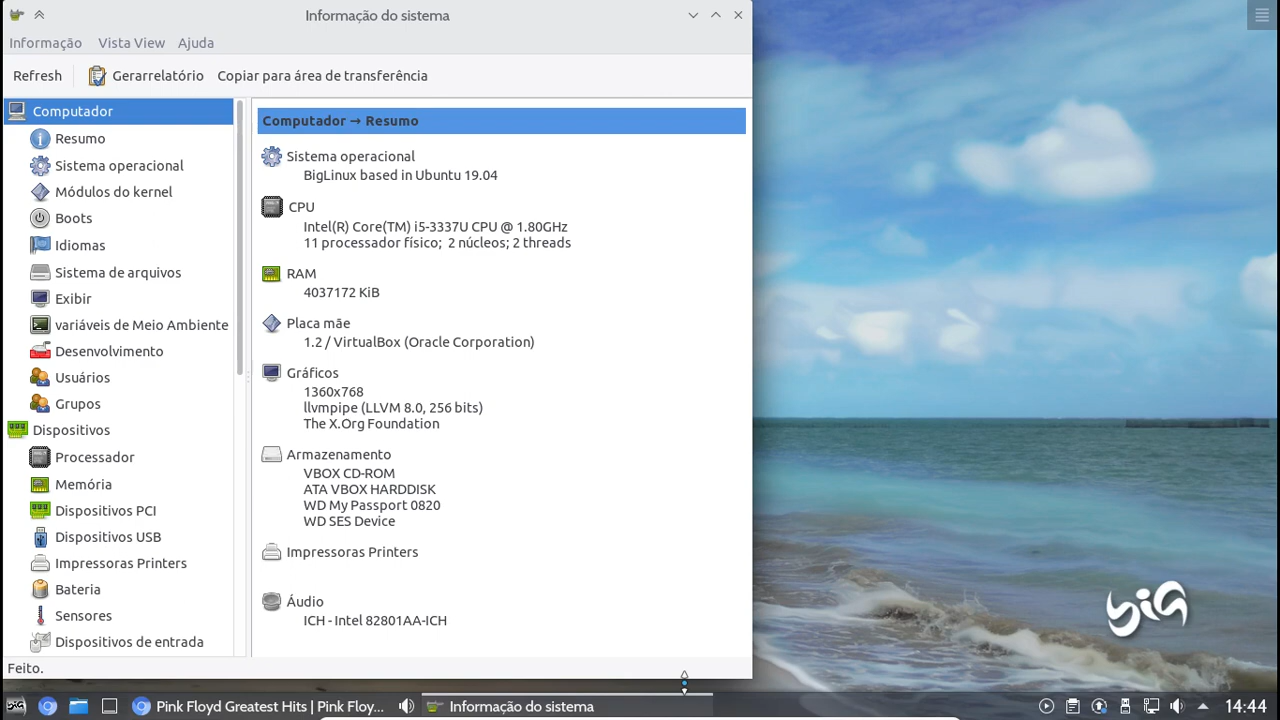 Informação do sistema
Informação Vista View Ajuda
Refresh Gerarrelatório Copiar para área de transferência
Computador
Resumo
Sistema operacional
Módulos do kernel
Boots
Idiomas
Sistema de arquivos
Exibir
variáveis de Meio Ambiente
Desenvolvimento
Usuários
Grupos
Dispositivos
Processador
Memória
Dispositivos PCI
Dispositivos USB
Impressoras Printers
Bateria
Sensores
Dispositivos de entrada
Computador → Resumo
Sistema operacional
BigLinux based in Ubuntu 19.04
CPU
Intel(R) Core(TM) i5-3337U CPU @ 1.80GHz
11 processador físico; 2 núcleos; 2 threads
RAM
4037172 KiB
Placa mãe
1.2 / VirtualBox (Oracle Corporation)
Gráficos
1360x768
llvmpipe (LLVM 8.0, 256 bits)
The X.Org Foundation
Armazenamento
VBOX CD-ROM
ATA VBOX HARDDISK
WD My Passport 0820
WD SES Device
Impressoras Printers
Áudio
ICH - Intel 82801AA-ICH
Feito.
big
Pink Floyd Greatest Hits | Pink Floy... Informação do sistema 14:44